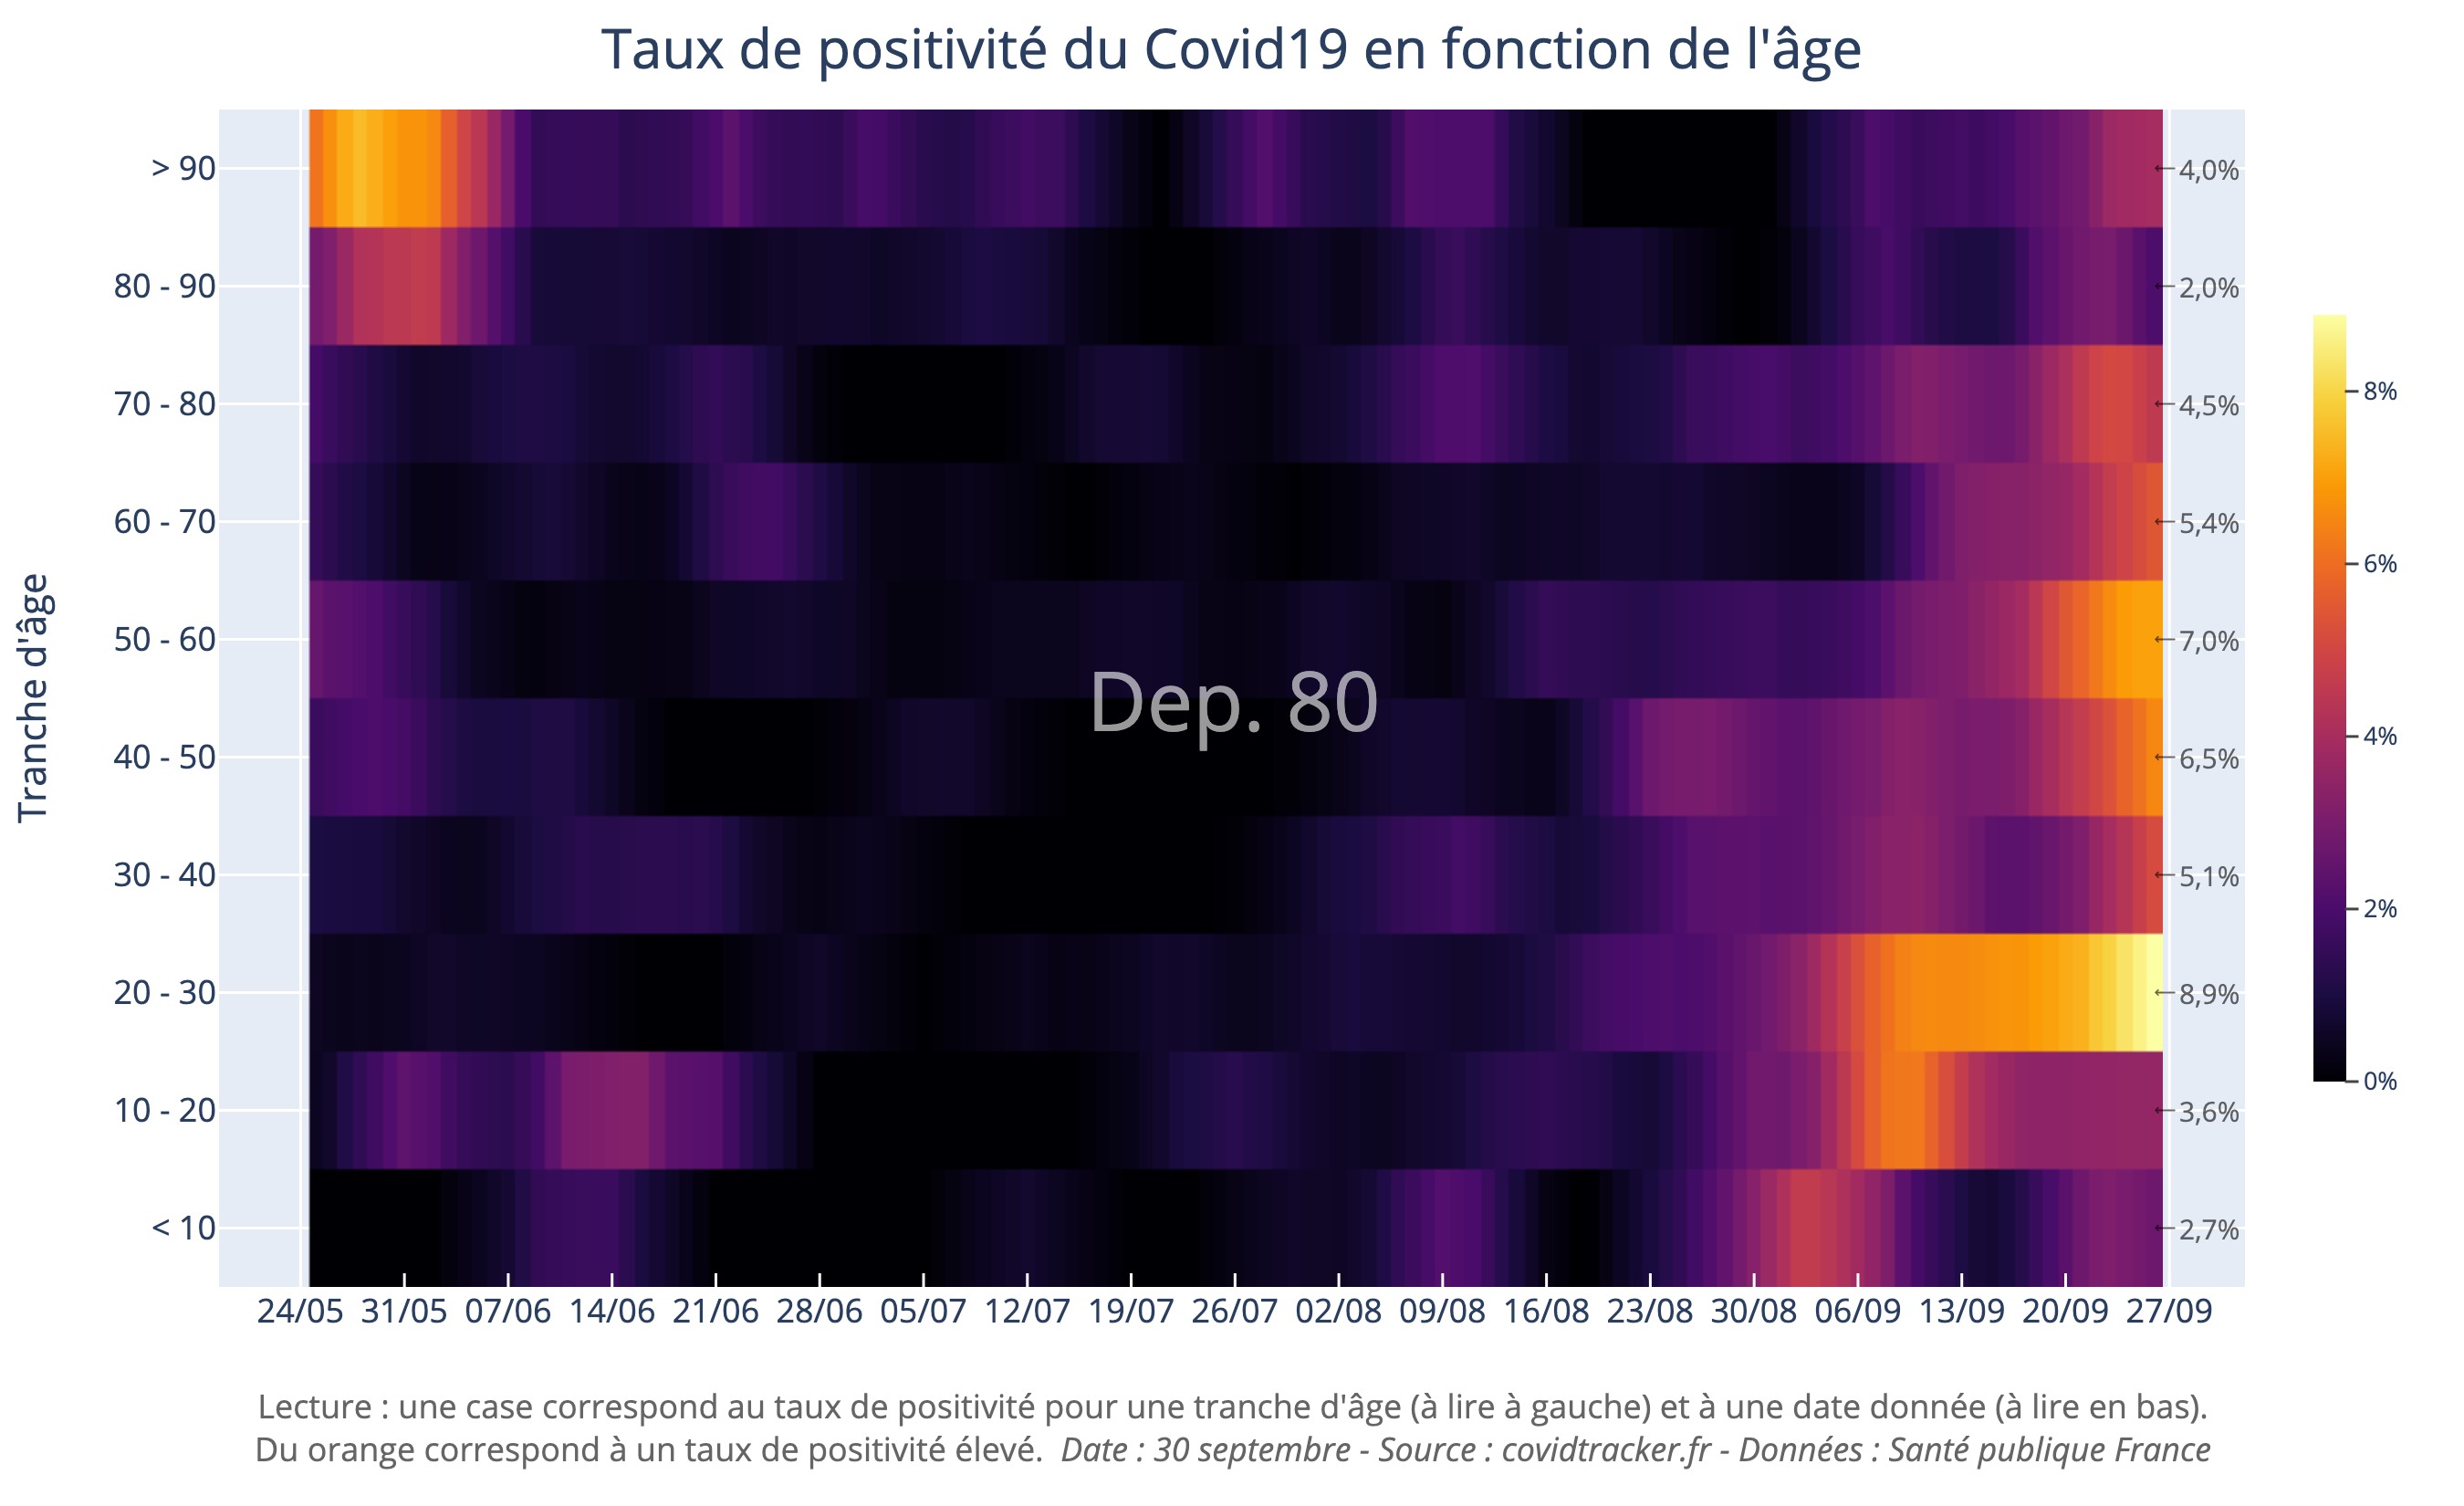 Taux de positivité du Covid19 en fonction de l'âge
Tranche d'âge
> 90
80 - 90
70 - 80
60 - 70
50 - 60
40 - 50
30 - 40
20 - 30
10 - 20
< 10
Dep. 80
4,0%
2,0%
4,5%
5,4%
7,0%
6,5%
5,1%
8,9%
3,6%
2,7%
8%
6%
4%
2%
0%
24/05 31/05 07/06 14/06 21/06 28/06 05/07 12/07 19/07 26/07 02/08 09/08 16/08 23/08 30/08 06/09 13/09 20/09 27/09
Lecture : une case correspond au taux de positivité pour une tranche d'âge (à lire à gauche) et à une date donnée (à lire en bas).
Du orange correspond à un taux de positivité élevé. Date : 30 septembre - Source : covidtracker.fr - Données : Santé publique France